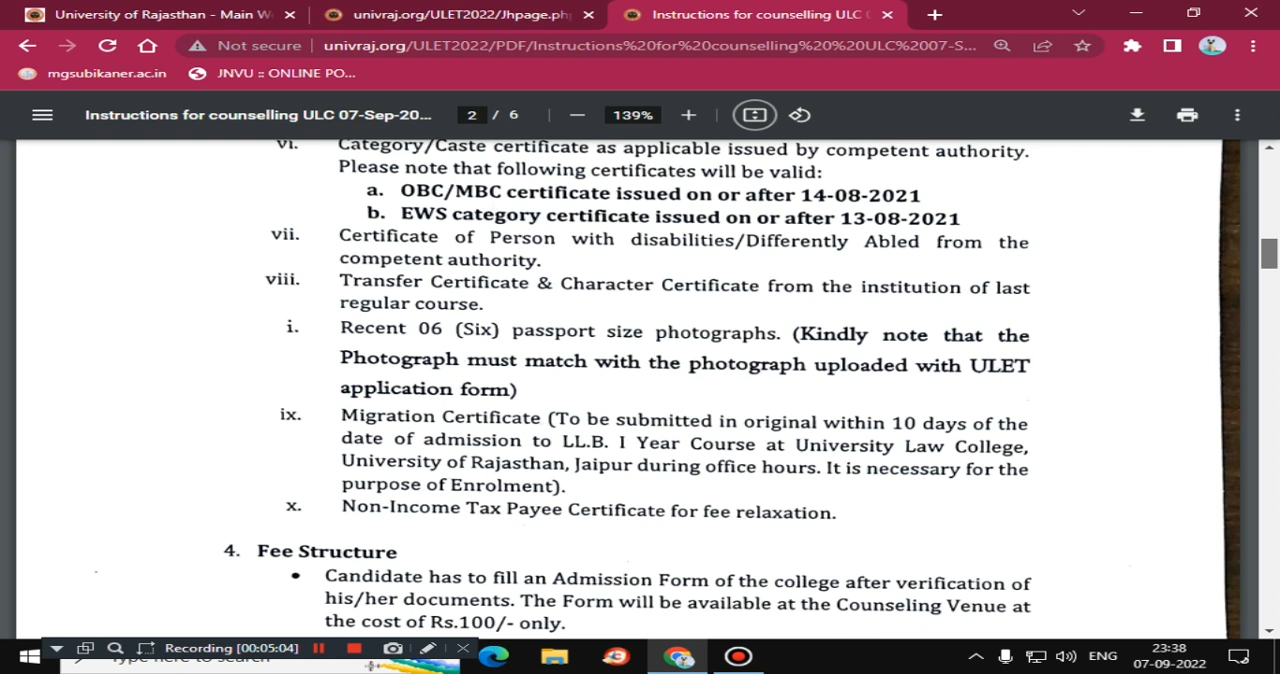 University of Rajasthan - Main W
univraj.org/ULET2022/Jhpage.ph
Instructions for counselling ULC (
Not secure
univraj.org/ULET2022/PDF/Instructions%20for%20counselling%20%20ULC%2007-S...
mgsubikaner.ac.in
JNVU :: ONLINE PO...
Instructions for counselling ULC 07-Sep-20...
2 / 6
139%
vi. Category/Caste certificate as applicable issued by competent authority.
Please note that following certificates will be valid:
a. OBC/MBC certificate issued on or after 14-08-2021
b. EWS category certificate issued on or after 13-08-2021
vii. Certificate of Person with disabilities/Differently Abled from the
competent authority.
viii. Transfer Certificate & Character Certificate from the institution of last
regular course.
i. Recent 06 (Six) passport size photographs. (Kindly note that the
Photograph must match with the photograph uploaded with ULET
application form)
ix. Migration Certificate (To be submitted in original within 10 days of the
date of admission to LL.B. I Year Course at University Law College,
University of Rajasthan, Jaipur during office hours. It is necessary for the
purpose of Enrolment).
x. Non-Income Tax Payee Certificate for fee relaxation.
4. Fee Structure
• Candidate has to fill an Admission Form of the college after verification of
his/her documents. The Form will be available at the Counseling Venue at
the cost of Rs.100/- only.
Recording [00:05:04]
Type here to search
ENG
23:38
07-09-2022